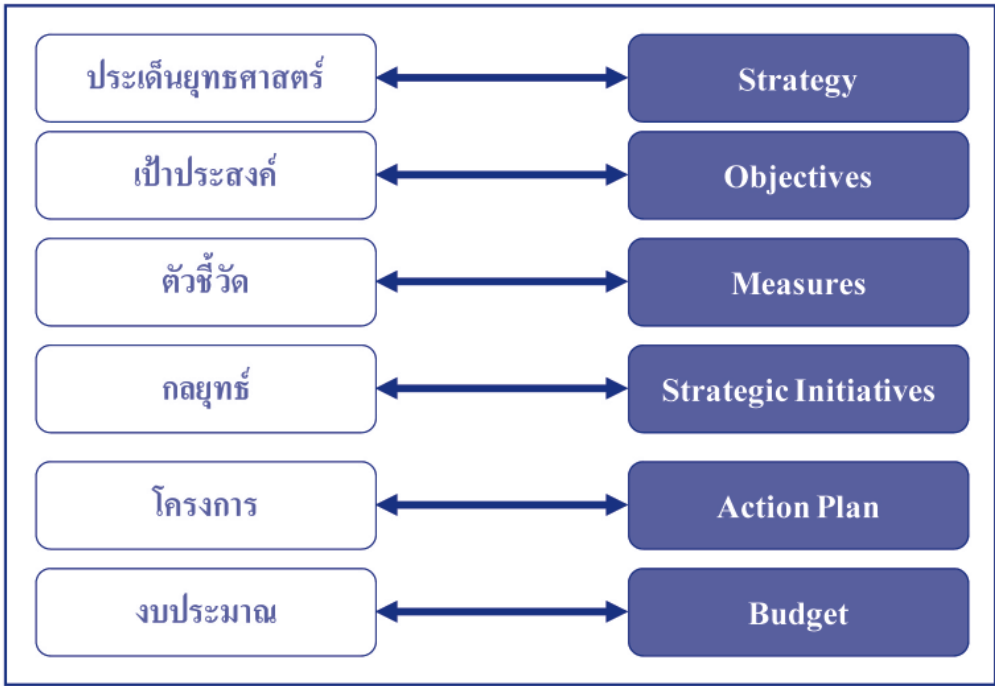 ประเด็นยุทธศาสตร์
Strategy
เป้าประสงค์
Objectives
ตัวชี้วัด
Measures
กลยุทธ์
Strategic Initiatives
โครงการ
Action Plan
งบประมาณ
Budget